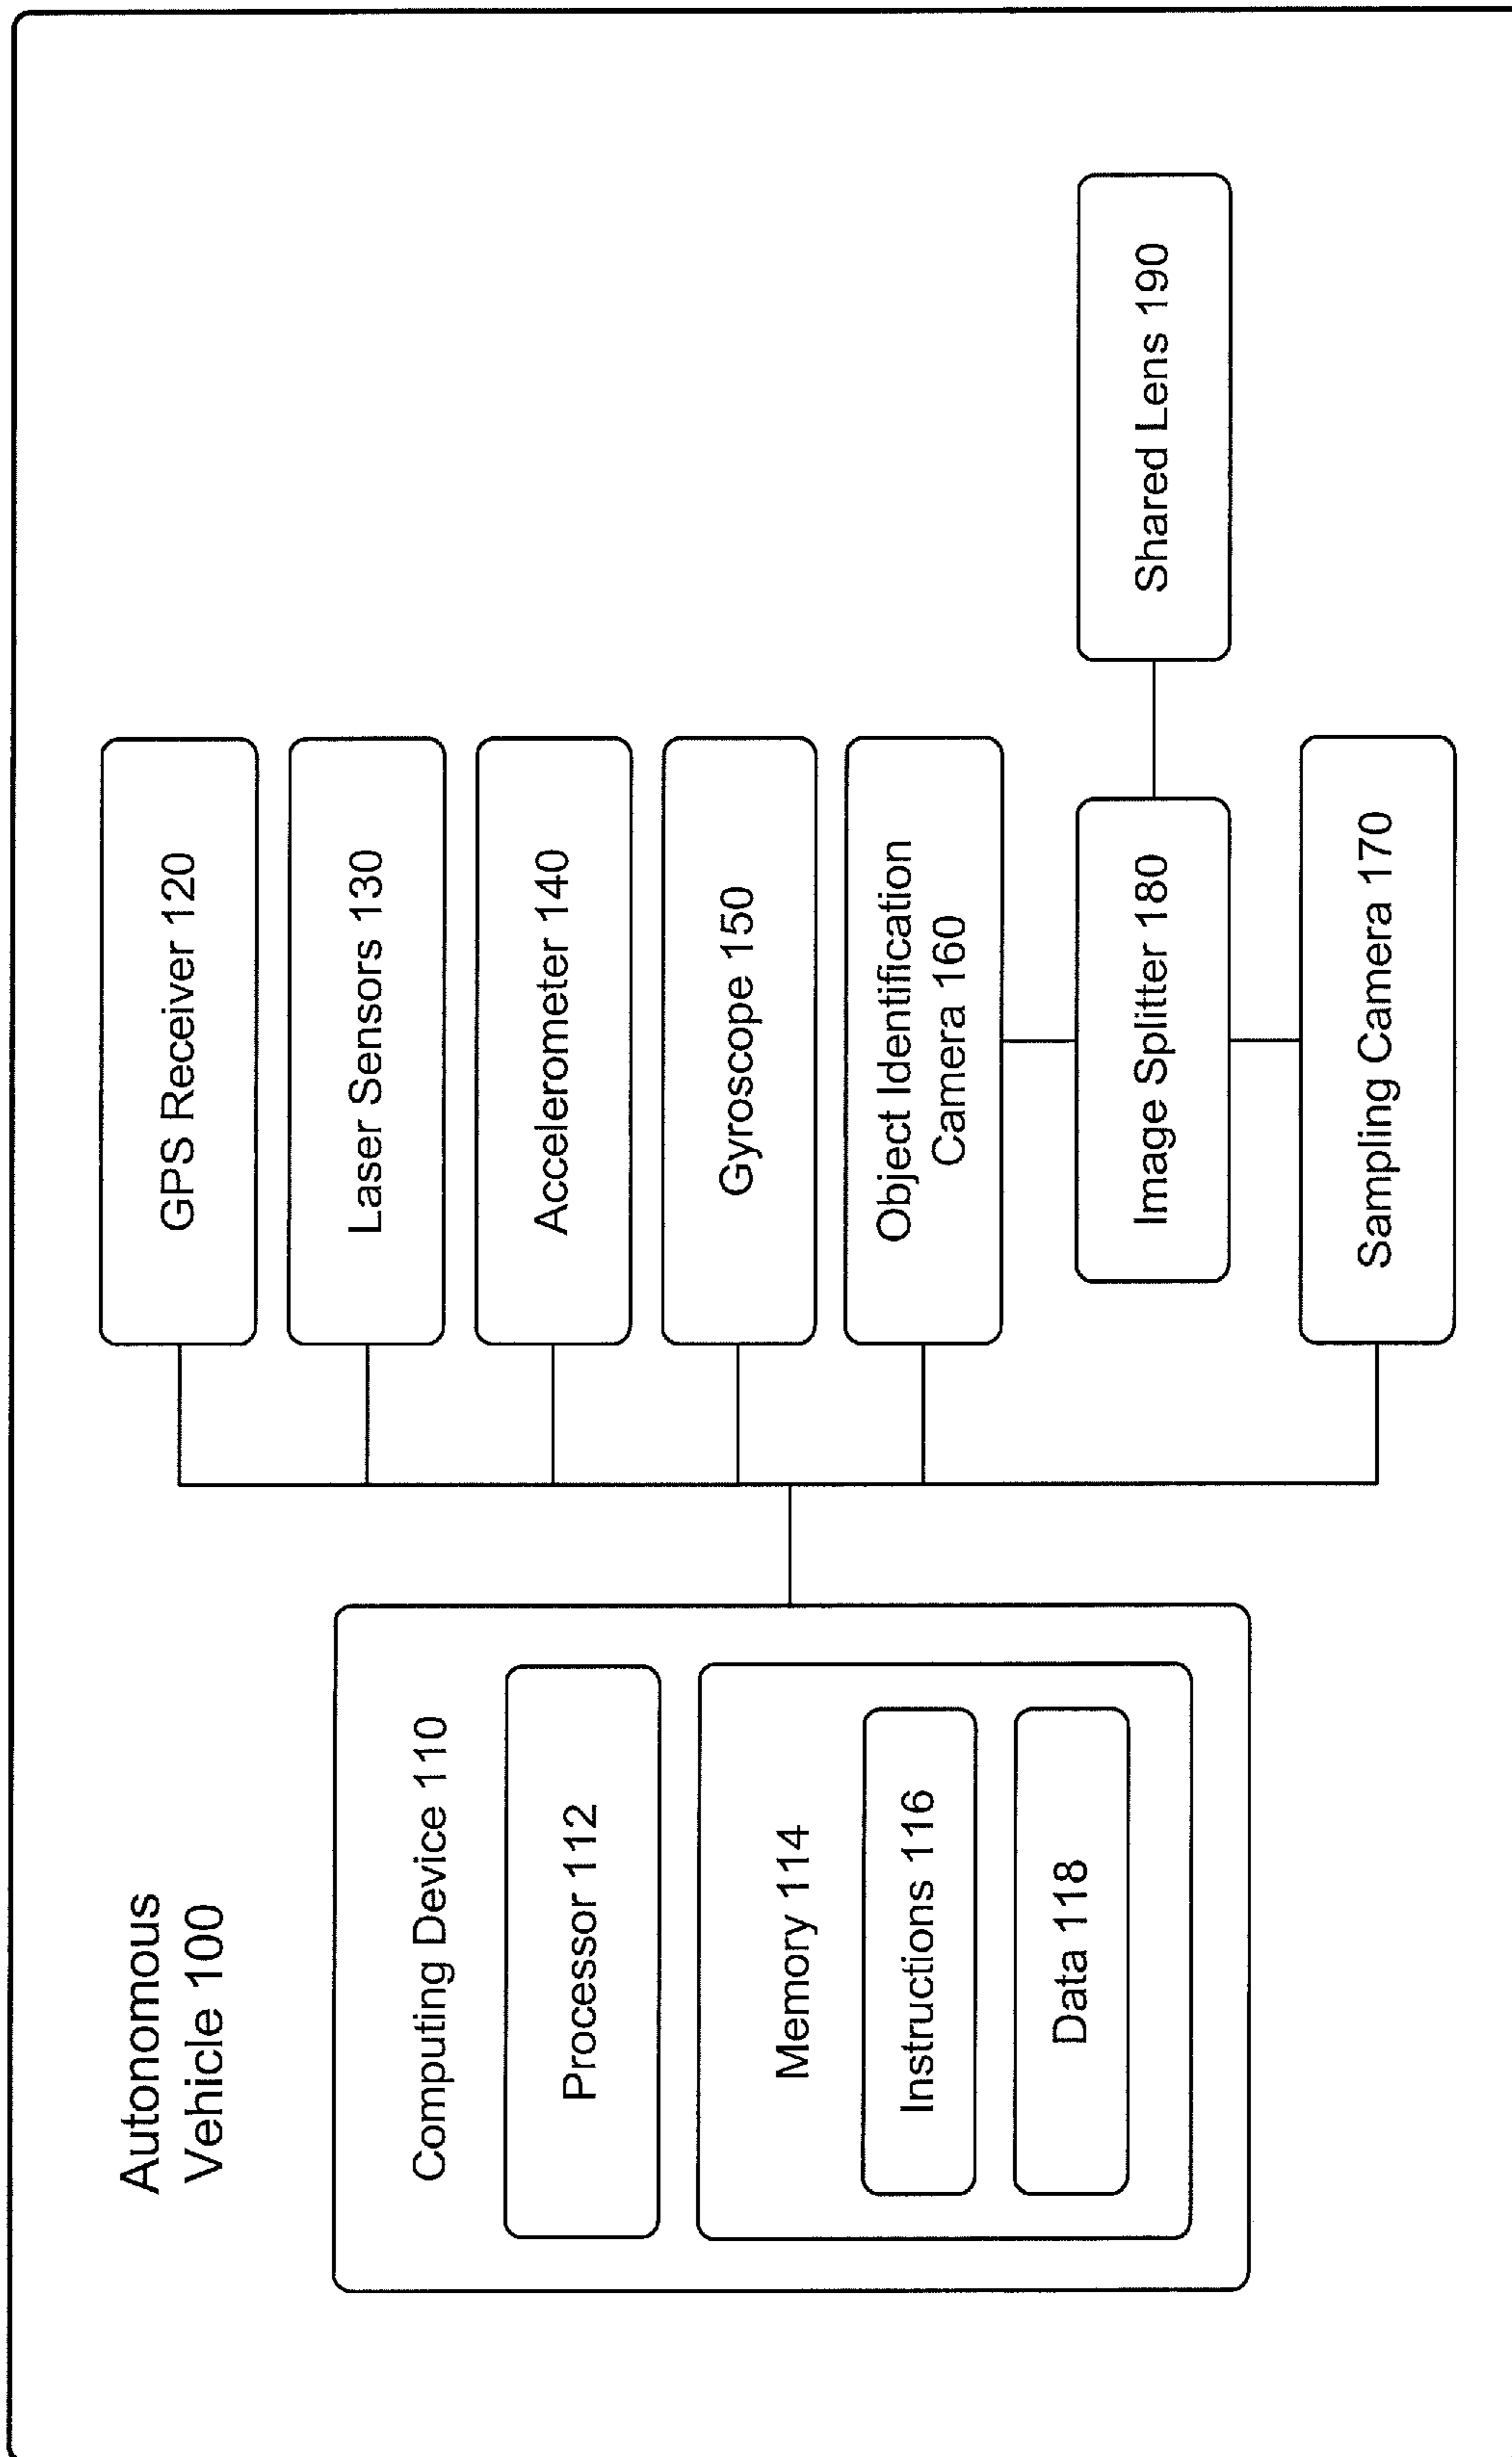 Autonomous
Vehicle 100
Computing Device 110
Processor 112
Memory 114
Instructions 116
Data 118
GPS Receiver 120
Laser Sensors 130
Accelerometer 140
Gyroscope 150
Object Identification
Camera 160
Image Splitter 180
Sampling Camera 170
Shared Lens 190